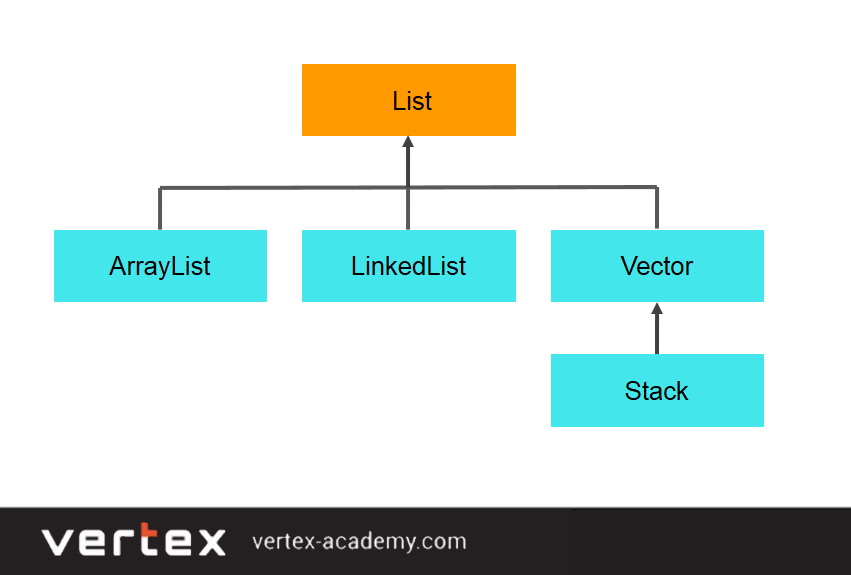 List
ArrayList
LinkedList
Vector
Stack
vertex
vertex-academy.com